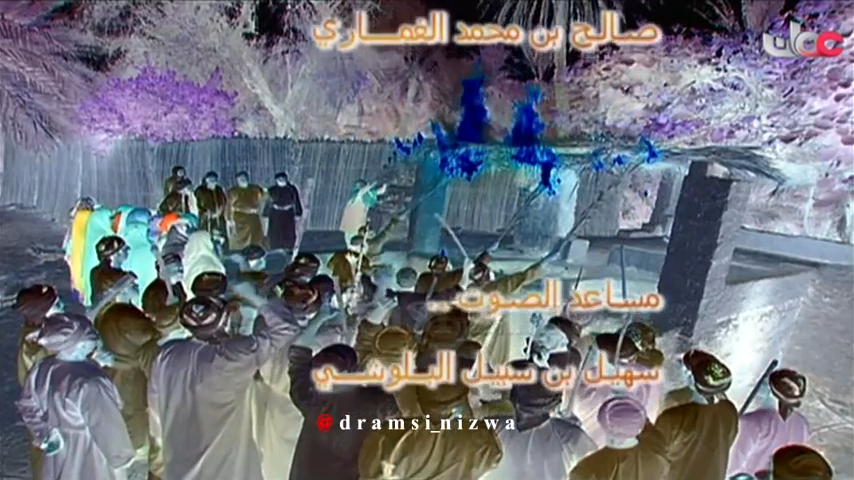 صالح بن محمد الغماري
مساعد الصوت ...
سهيل بن سبيل البلوشي
@dramsi_nizwa